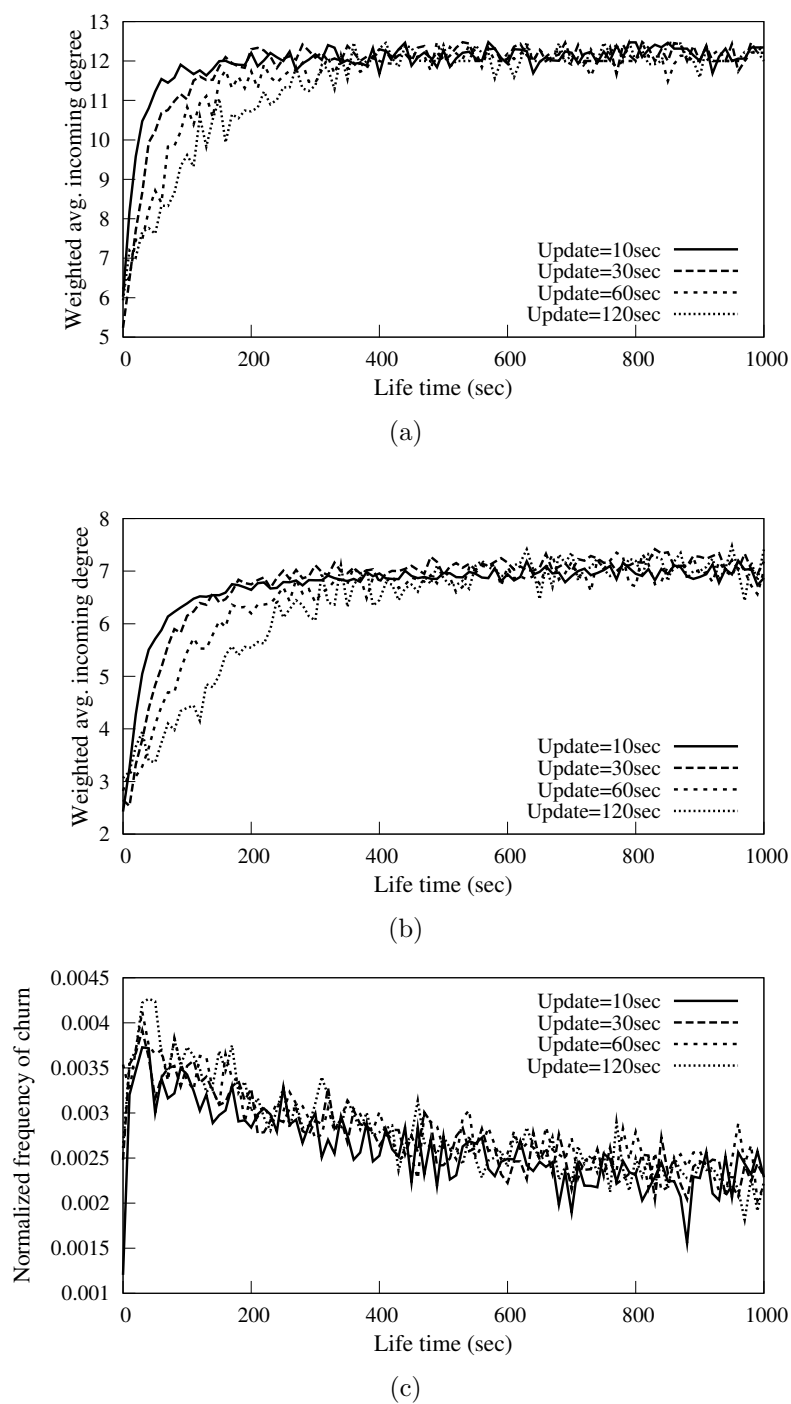 Weighted avg. incoming degree
13
12
11
10
9
8
7
6
5
Update=10sec
Update=30sec
Update=60sec
Update=120sec
0 200 400 600 800 1000
Life time (sec)
(a)
Weighted avg. incoming degree
8
7
6
5
4
3
2
Update=10sec
Update=30sec
Update=60sec
Update=120sec
0 200 400 600 800 1000
Life time (sec)
(b)
Normalized frequency of churn
0.0045
0.004
0.0035
0.003
0.0025
0.002
0.0015
0.001
Update=10sec
Update=30sec
Update=60sec
Update=120sec
0 200 400 600 800 1000
Life time (sec)
(c)